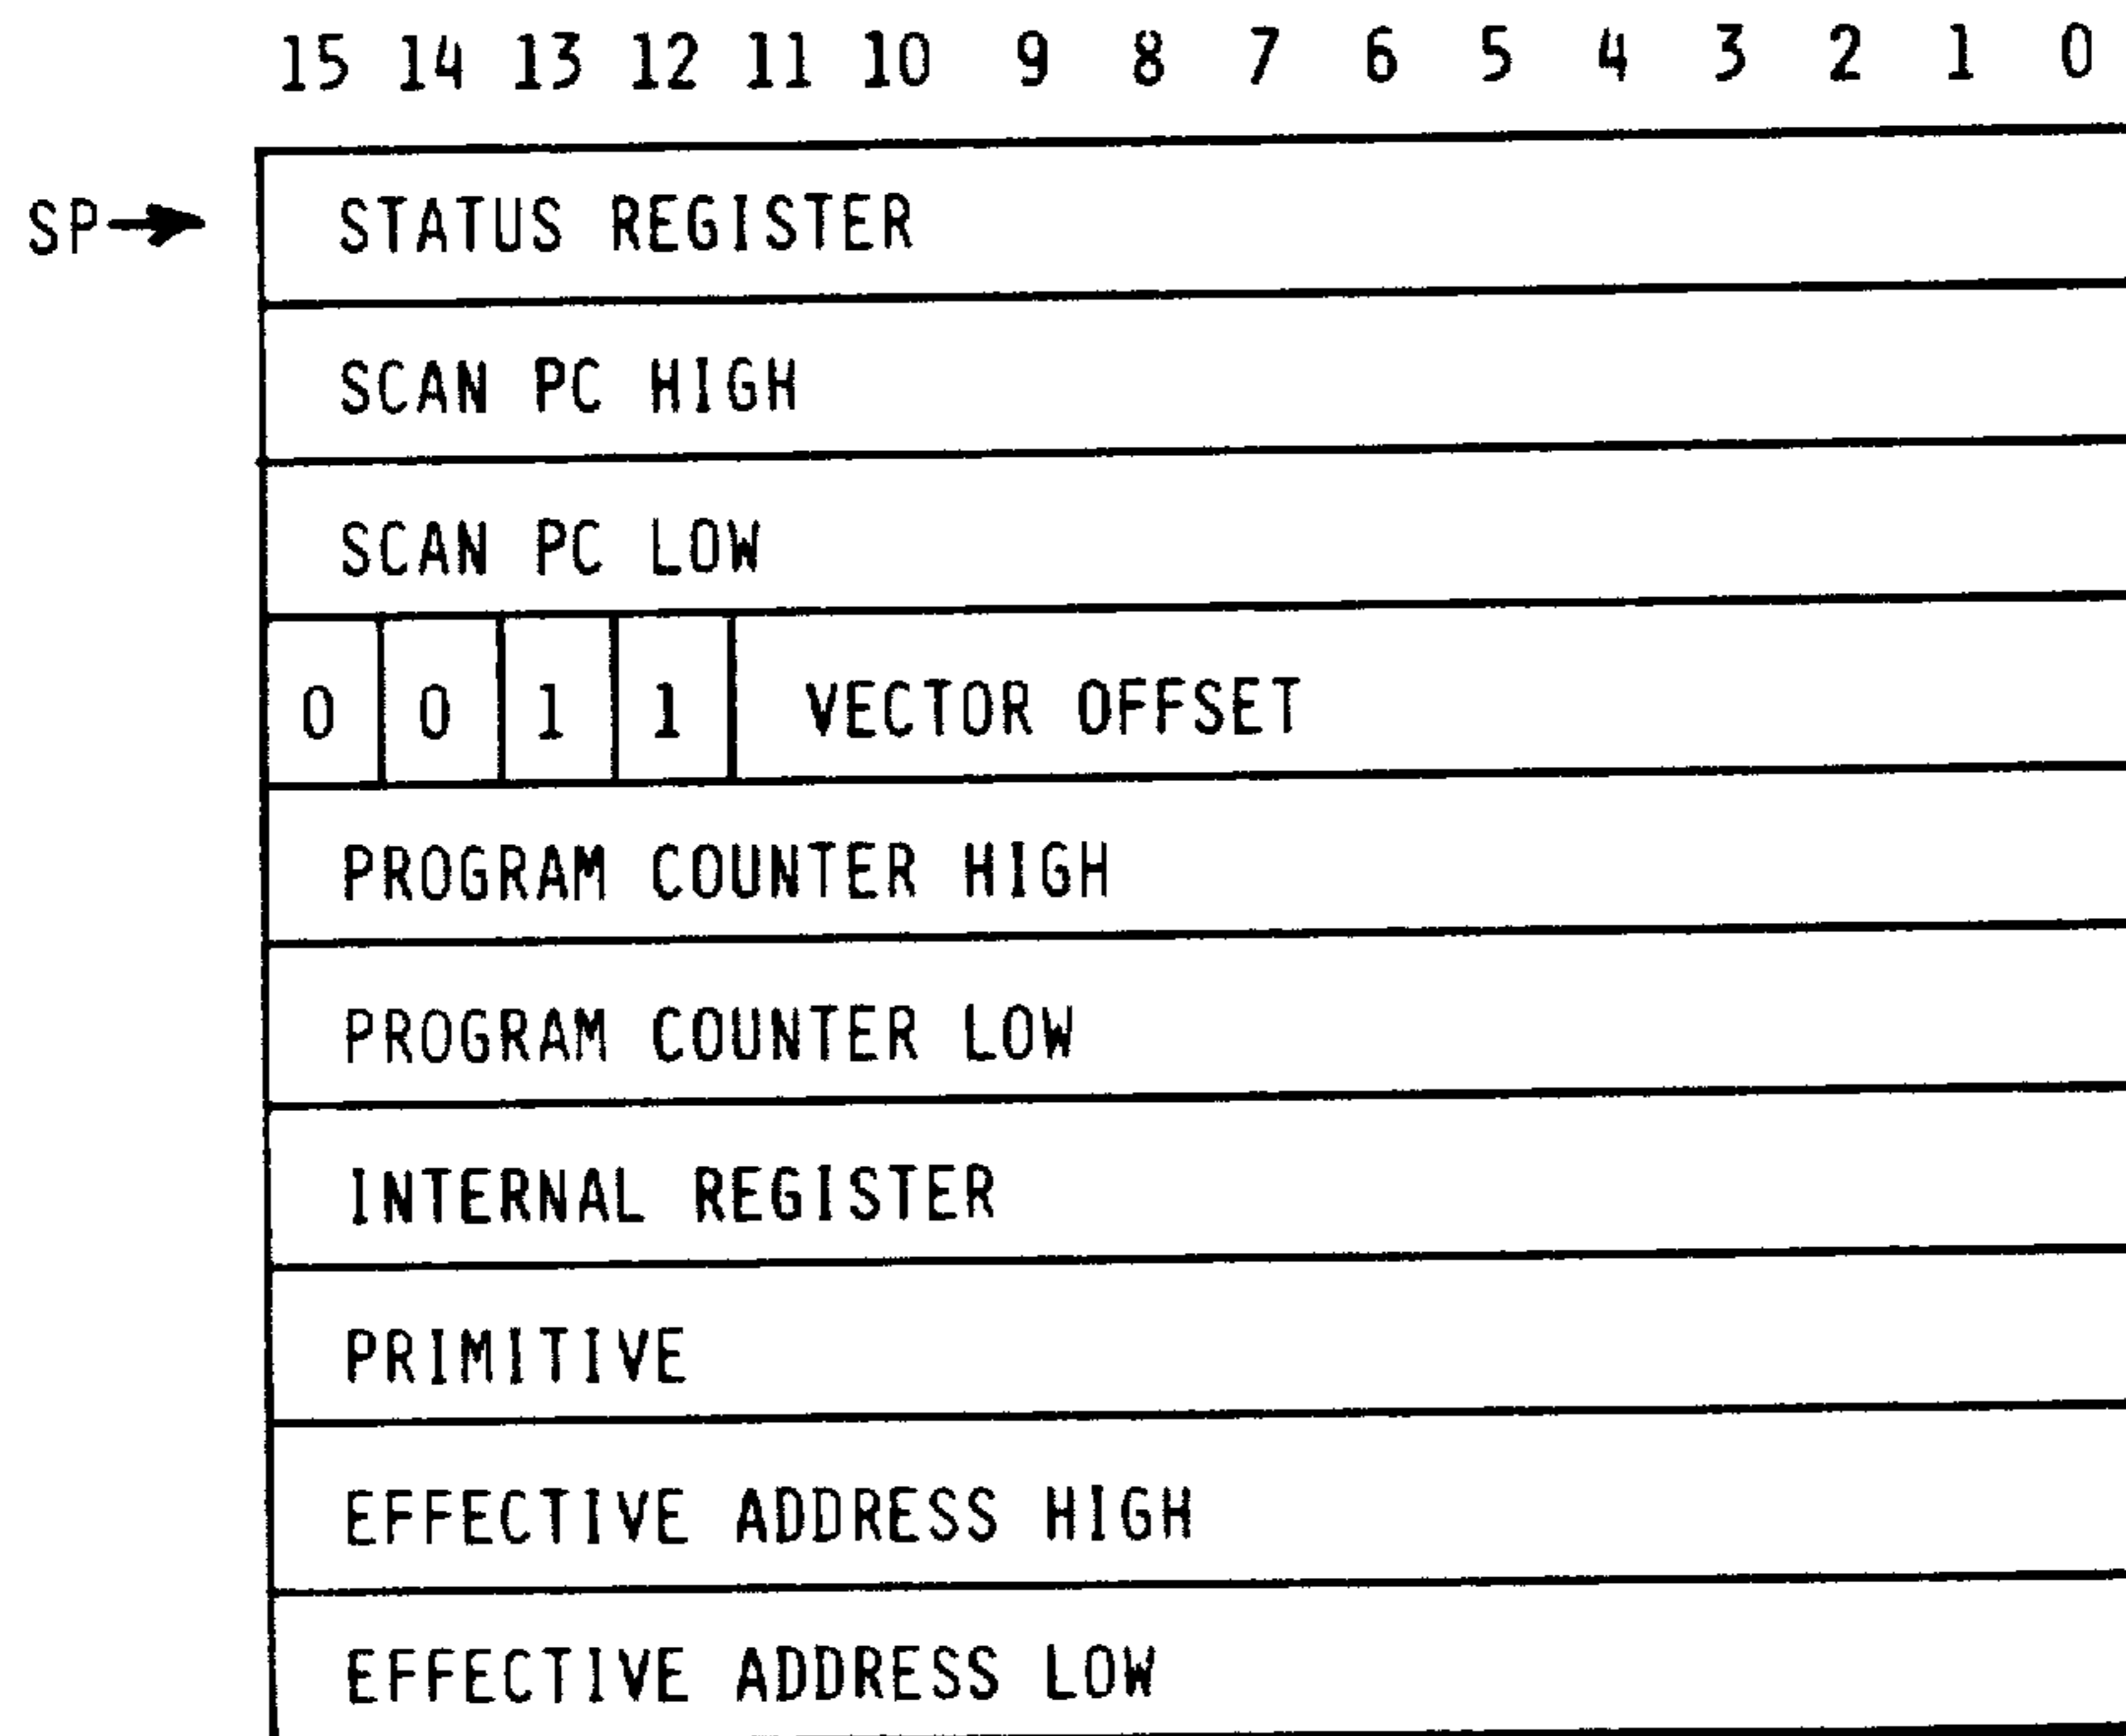 15 14 13 12 11 10 9 8 7 6 5 4 3 2 1 0
SP STATUS REGISTER
SCAN PC HIGH
SCAN PC LOW
0 0 1 1 VECTOR OFFSET
PROGRAM COUNTER HIGH
PROGRAM COUNTER LOW
INTERNAL REGISTER
PRIMITIVE
EFFECTIVE ADDRESS HIGH
EFFECTIVE ADDRESS LOW